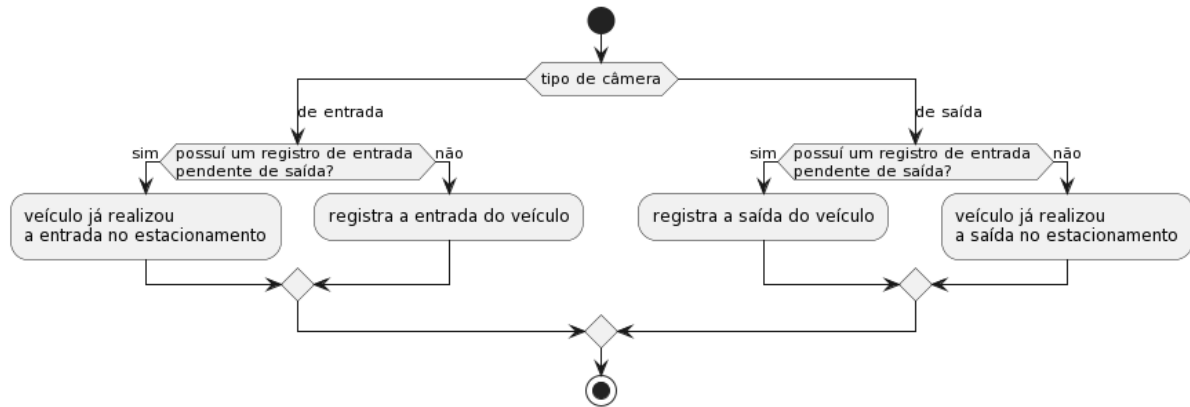 tipo de câmera
de entrada
de saída
sim
possuí um registro de entrada
pendente de saída?
não
sim
possuí um registro de entrada
pendente de saída?
não
veículo já realizou
a entrada no estacionamento
registra a entrada do veículo
registra a saída do veículo
veículo já realizou
a saída no estacionamento